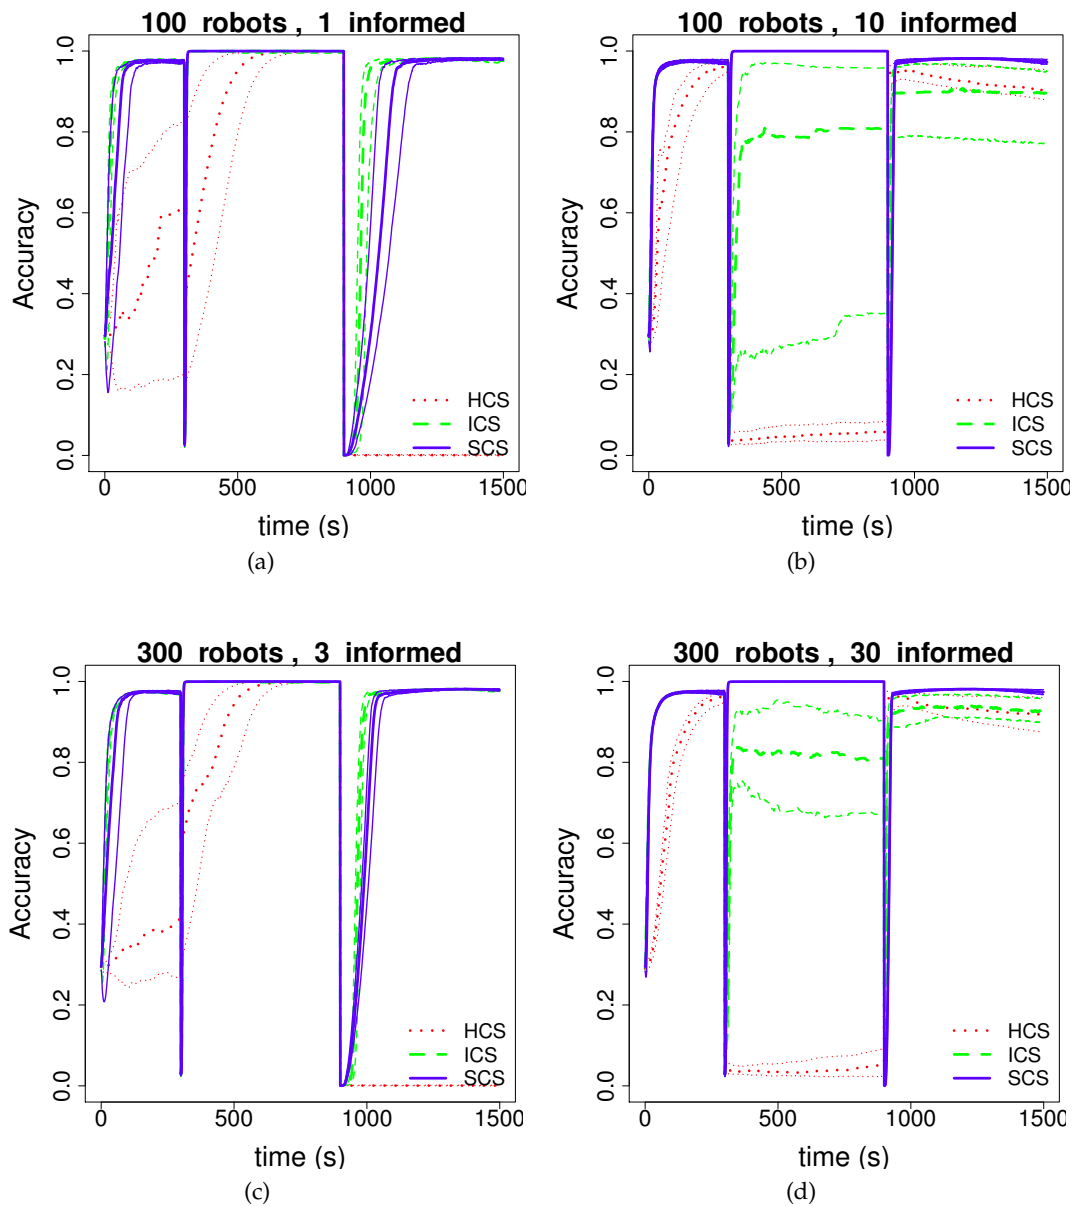 100 robots , 1 informed
Accuracy
0.0 0.2 0.4 0.6 0.8 1.0
HCS
ICS
SCS
0 500 1000 1500
time (s)
(a)
100 robots , 10 informed
Accuracy
0.0 0.2 0.4 0.6 0.8 1.0
HCS
ICS
SCS
0 500 1000 1500
time (s)
(b)
300 robots , 3 informed
Accuracy
0.0 0.2 0.4 0.6 0.8 1.0
HCS
ICS
SCS
0 500 1000 1500
time (s)
(c)
300 robots , 30 informed
Accuracy
0.0 0.2 0.4 0.6 0.8 1.0
HCS
ICS
SCS
0 500 1000 1500
time (s)
(d)